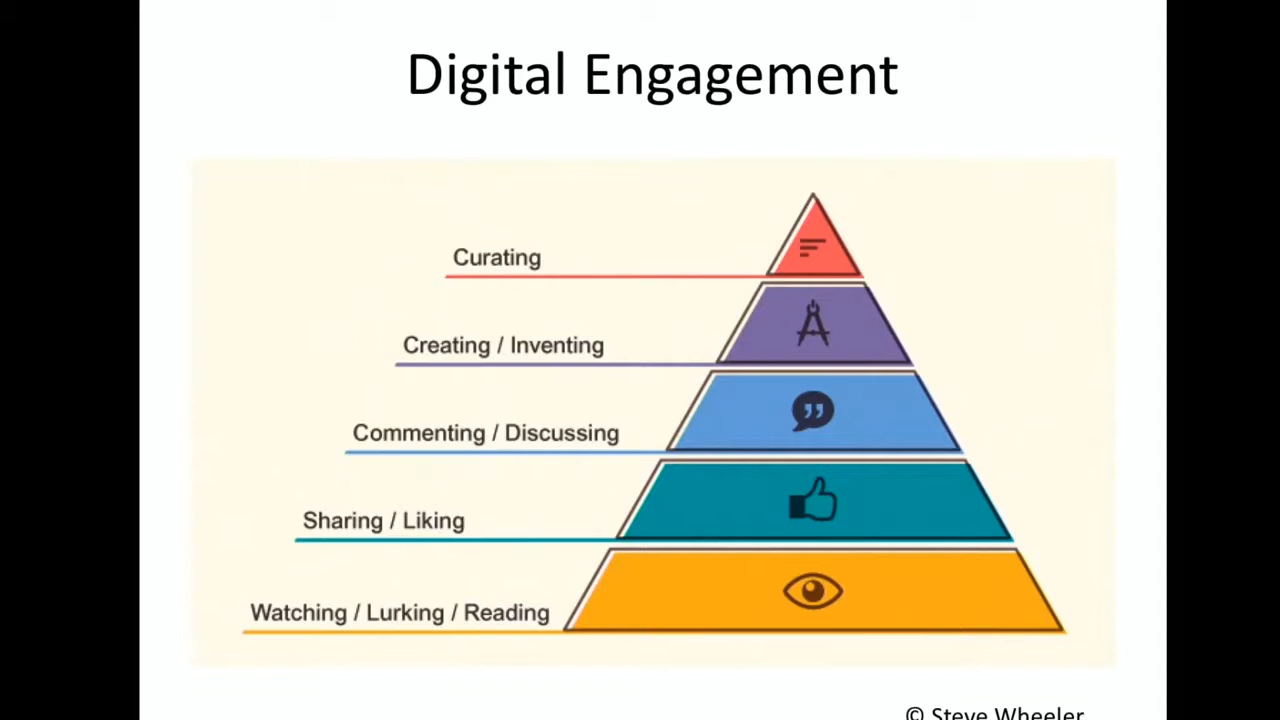 Digital Engagement
Curating
Creating / Inventing
Commenting / Discussing
Sharing / Liking
Watching / Lurking / Reading
© Steve Wheeler